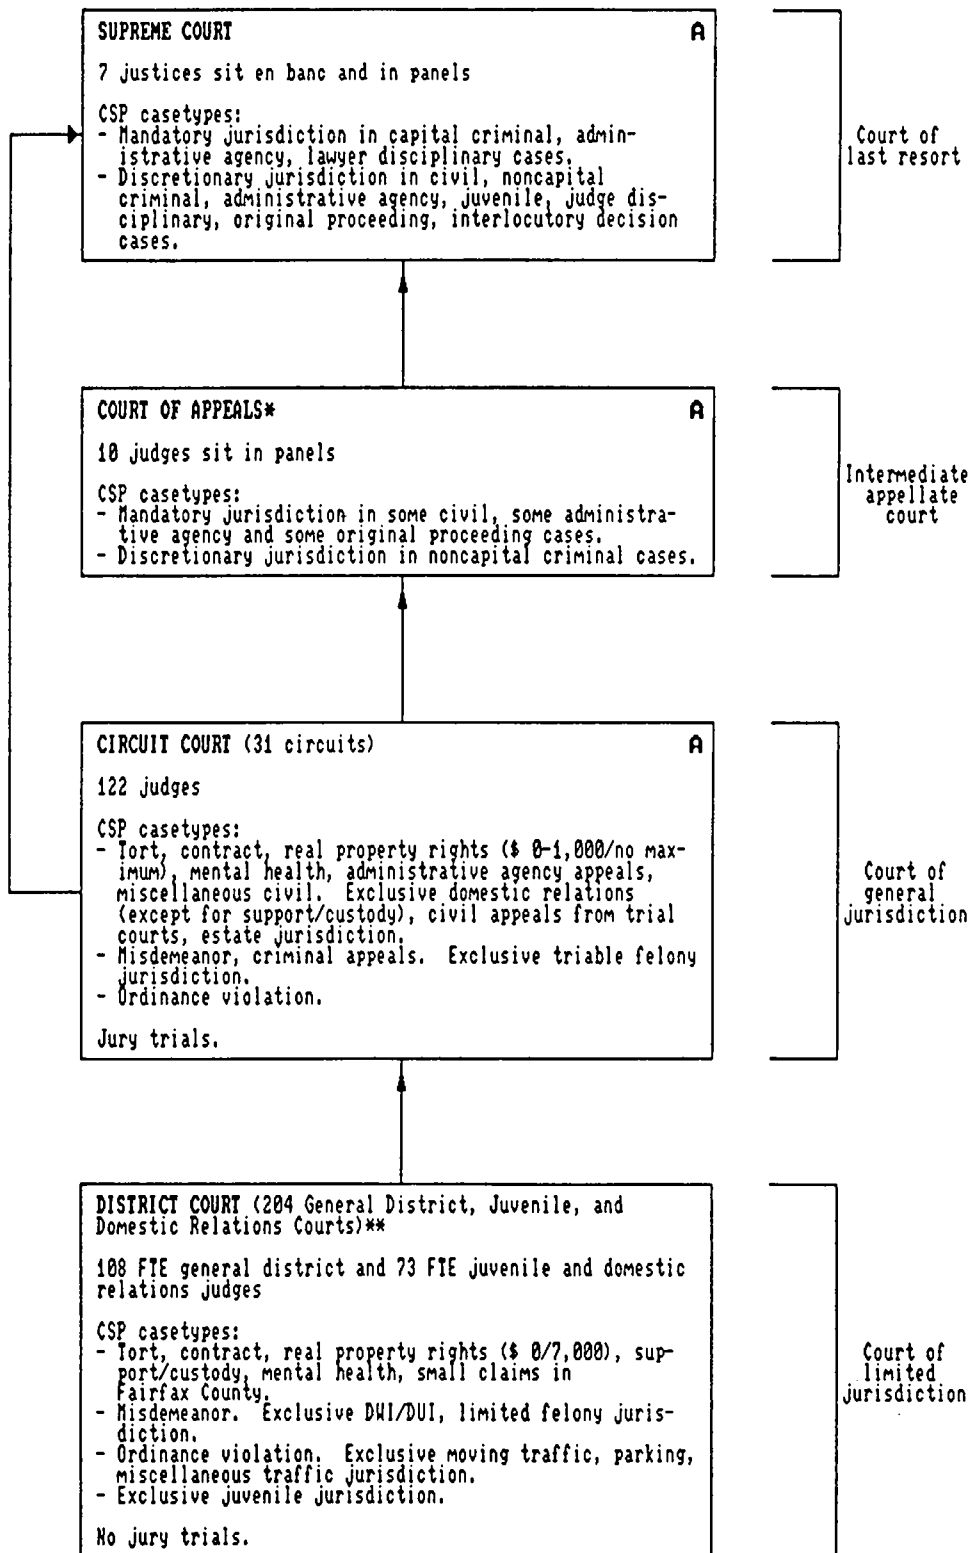 SUPREME COURT A
7 justices sit en banc and in panels
CSP casetypes:
- Mandatory jurisdiction in capital criminal, admin-
istrative agency, lawyer disciplinary cases.
- Discretionary jurisdiction in civil, noncapital
criminal, administrative agency, juvenile, judge dis-
ciplinary, original proceeding, interlocutory decision
cases.
Court of
last resort
COURT OF APPEALS* A
10 judges sit in panels
CSP casetypes:
- Mandatory jurisdiction in some civil, some administra-
tive agency and some original proceeding cases.
- Discretionary jurisdiction in noncapital criminal cases.
Intermediate
appellate
court
CIRCUIT COURT (31 circuits) A
122 judges
CSP casetypes:
- Tort, contract, real property rights ($ 0-1,000/no max-
imum), mental health, administrative agency appeals,
miscellaneous civil. Exclusive domestic relations
(except for support/custody), civil appeals from trial
courts, estate jurisdiction.
- Misdemeanor, criminal appeals. Exclusive triable felony
jurisdiction.
- Ordinance violation.
Jury trials.
Court of
general
jurisdiction
DISTRICT COURT (204 General District, Juvenile, and
Domestic Relations Courts)**
108 FTE general district and 73 FTE juvenile and domestic
relations judges
CSP casetypes:
- Tort, contract, real property rights ($ 0/7,000), sup-
port/custody, mental health, small claims in
Fairfax County.
- Misdemeanor. Exclusive DWI/DUI, limited felony juris-
diction.
- Ordinance violation. Exclusive moving traffic, parking,
miscellaneous traffic jurisdiction.
- Exclusive juvenile jurisdiction.
No jury trials.
Court of
limited
jurisdiction